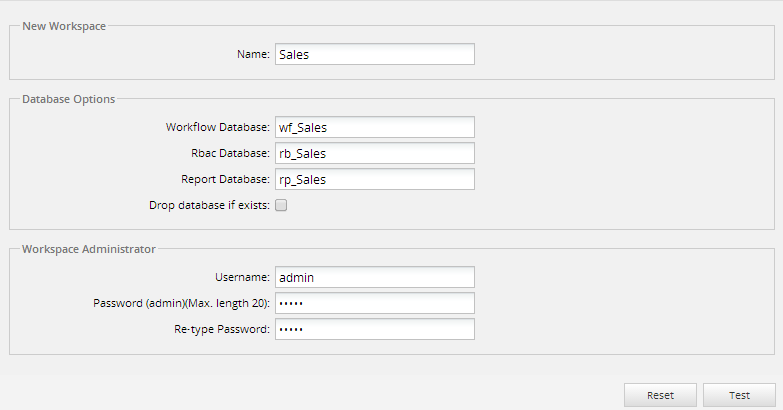 New Workspace
Name: Sales
Database Options
Workflow Database: wf_Sales
Rbac Database: rb_Sales
Report Database: rp_Sales
Drop database if exists:
Workspace Administrator
Username: admin
Password (admin)(Max. length 20): •••••
Re-type Password: •••••
Reset Test